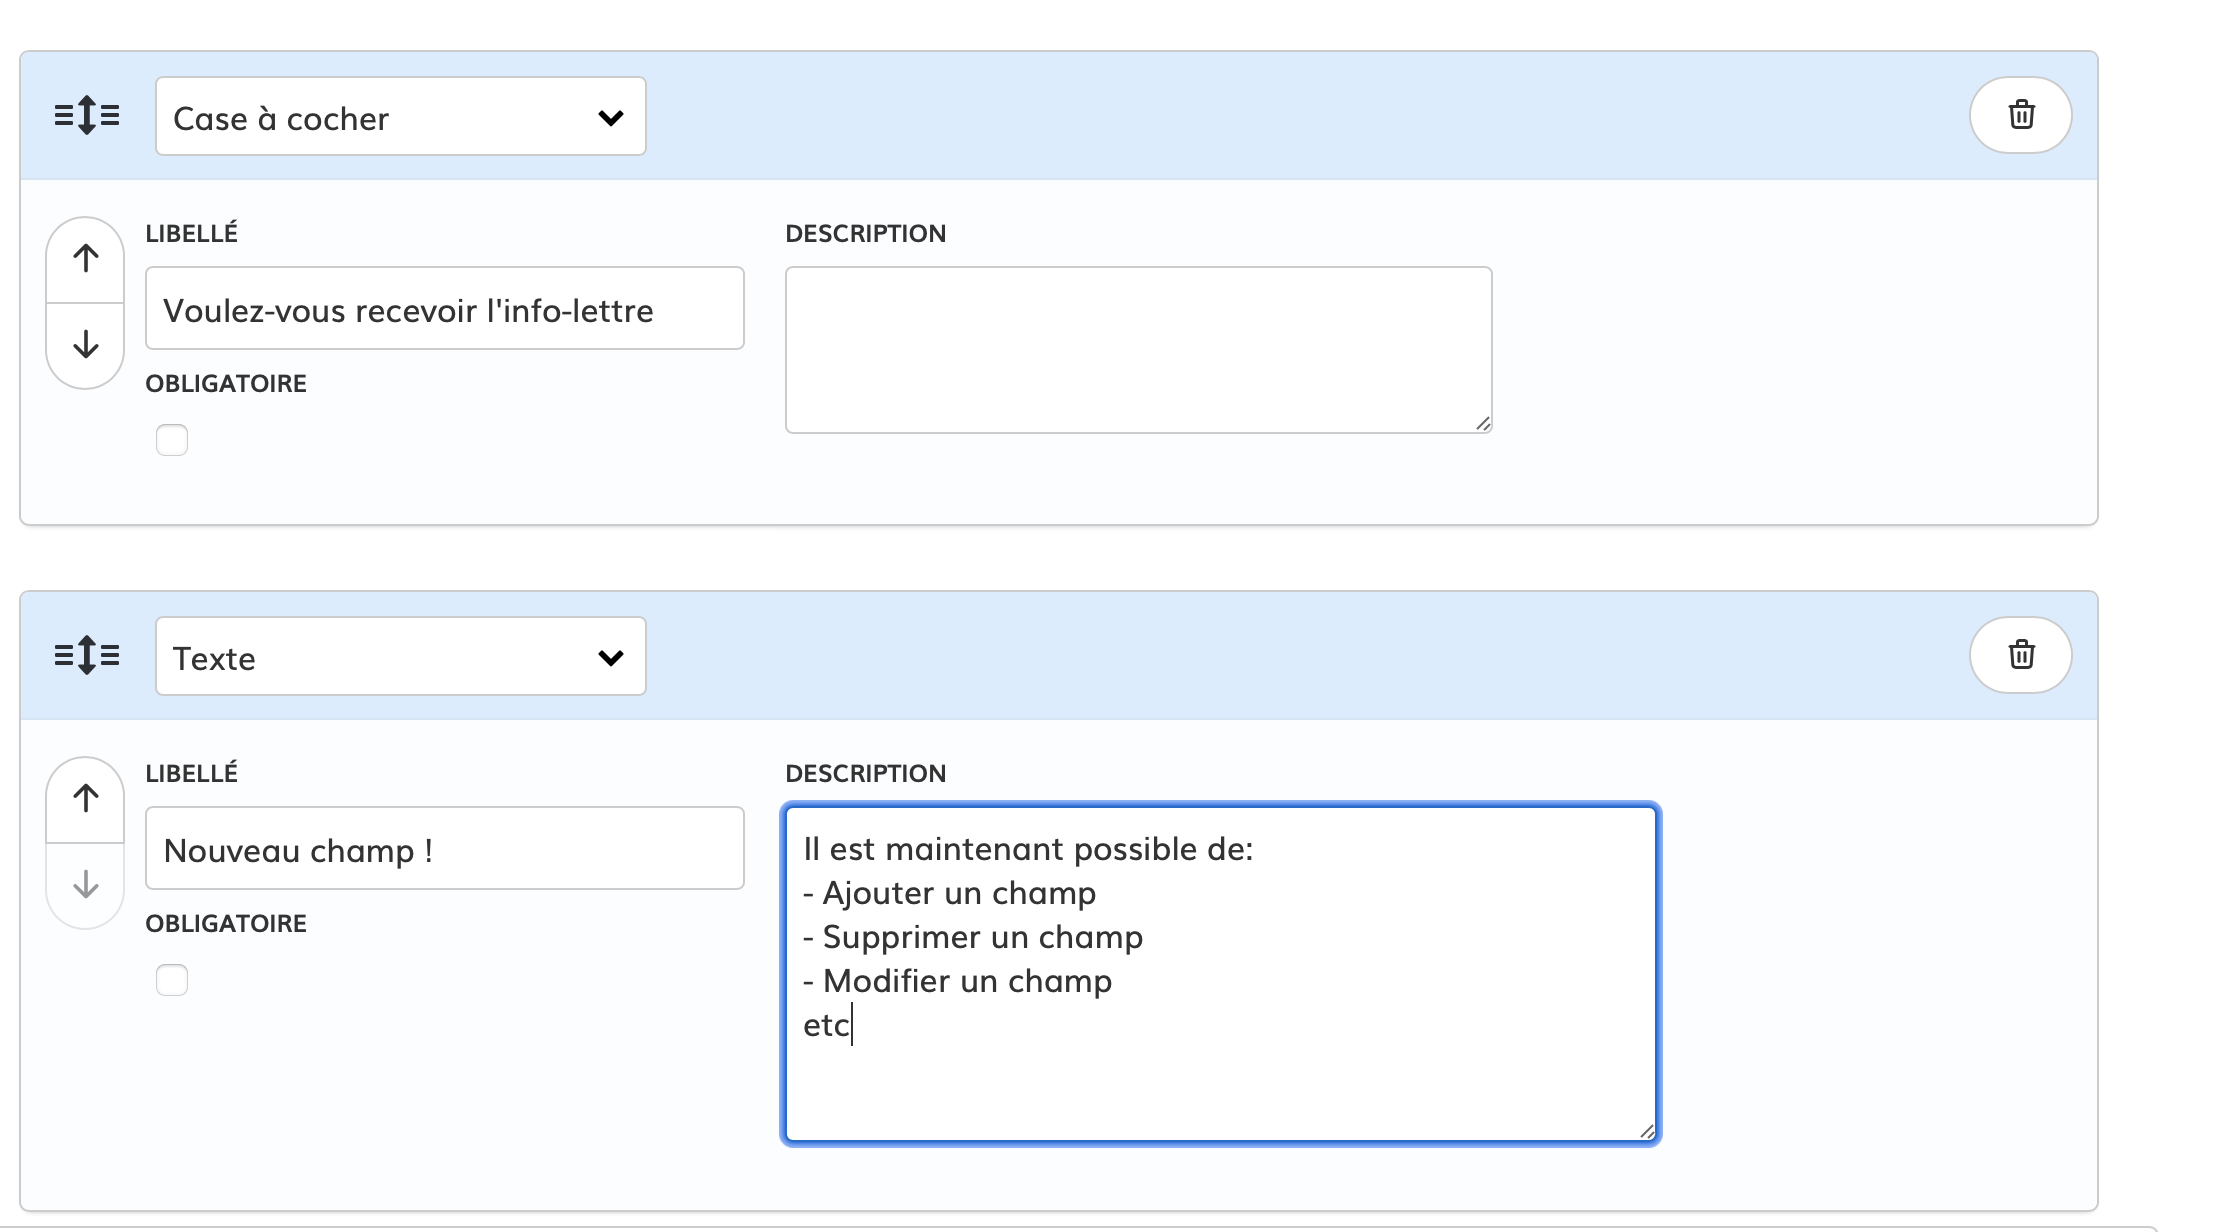 Case à cocher
LIBELLÉ
DESCRIPTION
Voulez-vous recevoir l'info-lettre
OBLIGATOIRE
Texte
LIBELLÉ
DESCRIPTION
Nouveau champ !
OBLIGATOIRE
Il est maintenant possible de:
- Ajouter un champ
- Supprimer un champ
- Modifier un champ
etc